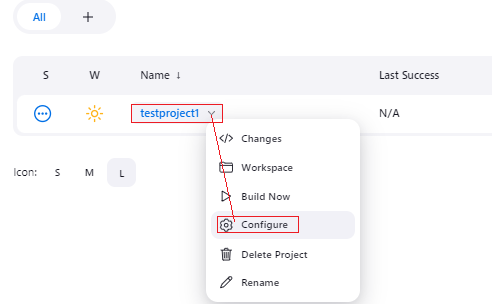 All +
S W Name ↓ Last Success
testproject1 N/A
Changes
Icon: S M L
Workspace
Build Now
Configure
Delete Project
Rename